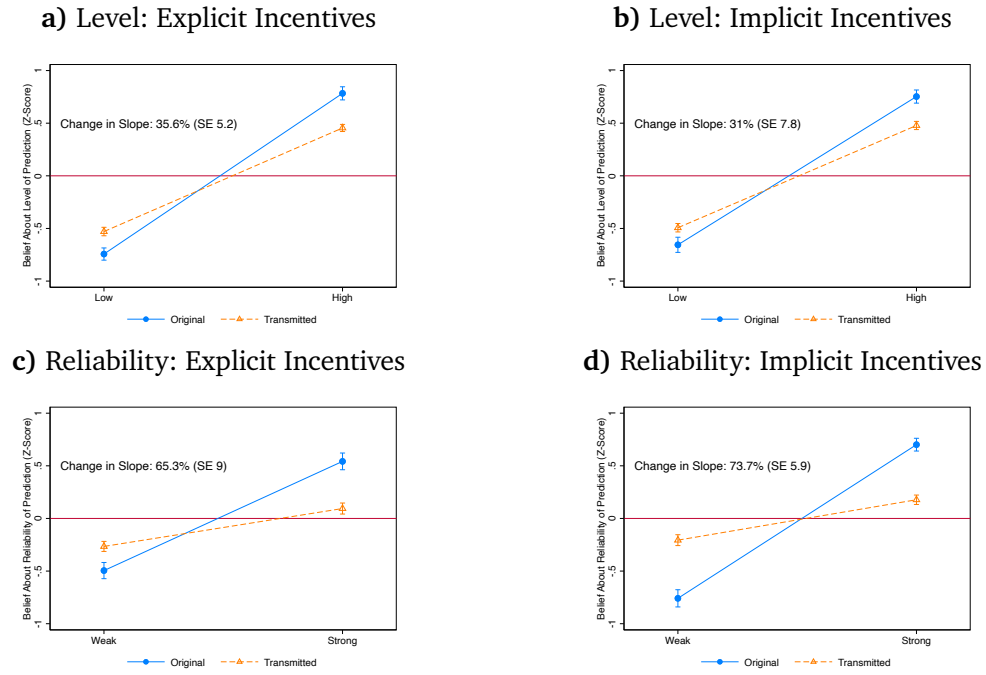 a) Level: Explicit Incentives
Belief About Level of Prediction (Z-Score)
1
.5
0
-.5
-1
Change in Slope: 35.6% (SE 5.2)
Low
High
Original
Transmitted
b) Level: Implicit Incentives
Belief About Level of Prediction (Z-Score)
1
.5
0
-.5
-1
Change in Slope: 31% (SE 7.8)
Low
High
Original
Transmitted
c) Reliability: Explicit Incentives
Belief About Reliability of Prediction (Z-Score)
1
.5
0
-.5
-1
Change in Slope: 65.3% (SE 9)
Weak
Strong
Original
Transmitted
d) Reliability: Implicit Incentives
Belief About Reliability of Prediction (Z-Score)
1
.5
0
-.5
-1
Change in Slope: 73.7% (SE 5.9)
Weak
Strong
Original
Transmitted